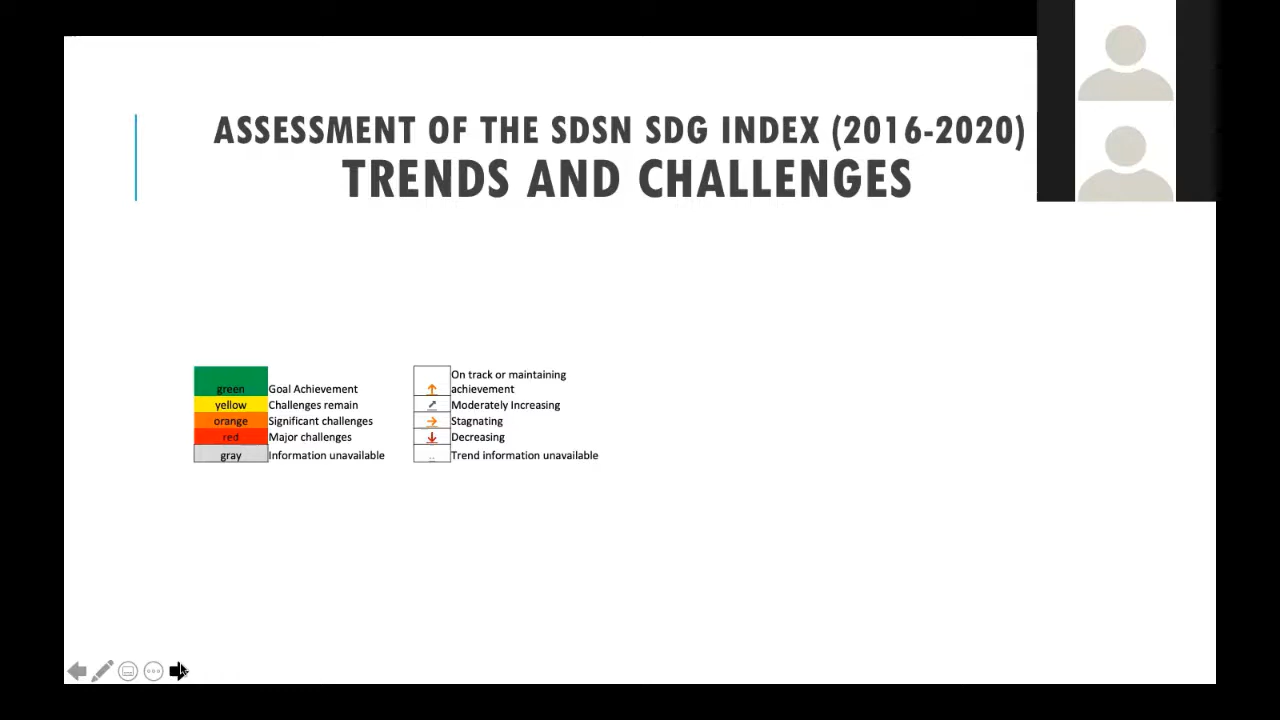 ASSESSMENT OF THE SDSN SDG INDEX (2016-2020)
TRENDS AND CHALLENGES
green Goal Achievement
yellow Challenges remain
orange Significant challenges
red Major challenges
gray Information unavailable
On track or maintaining
↑ achievement
↗ Moderately Increasing
→ Stagnating
↓ Decreasing
.. Trend information unavailable